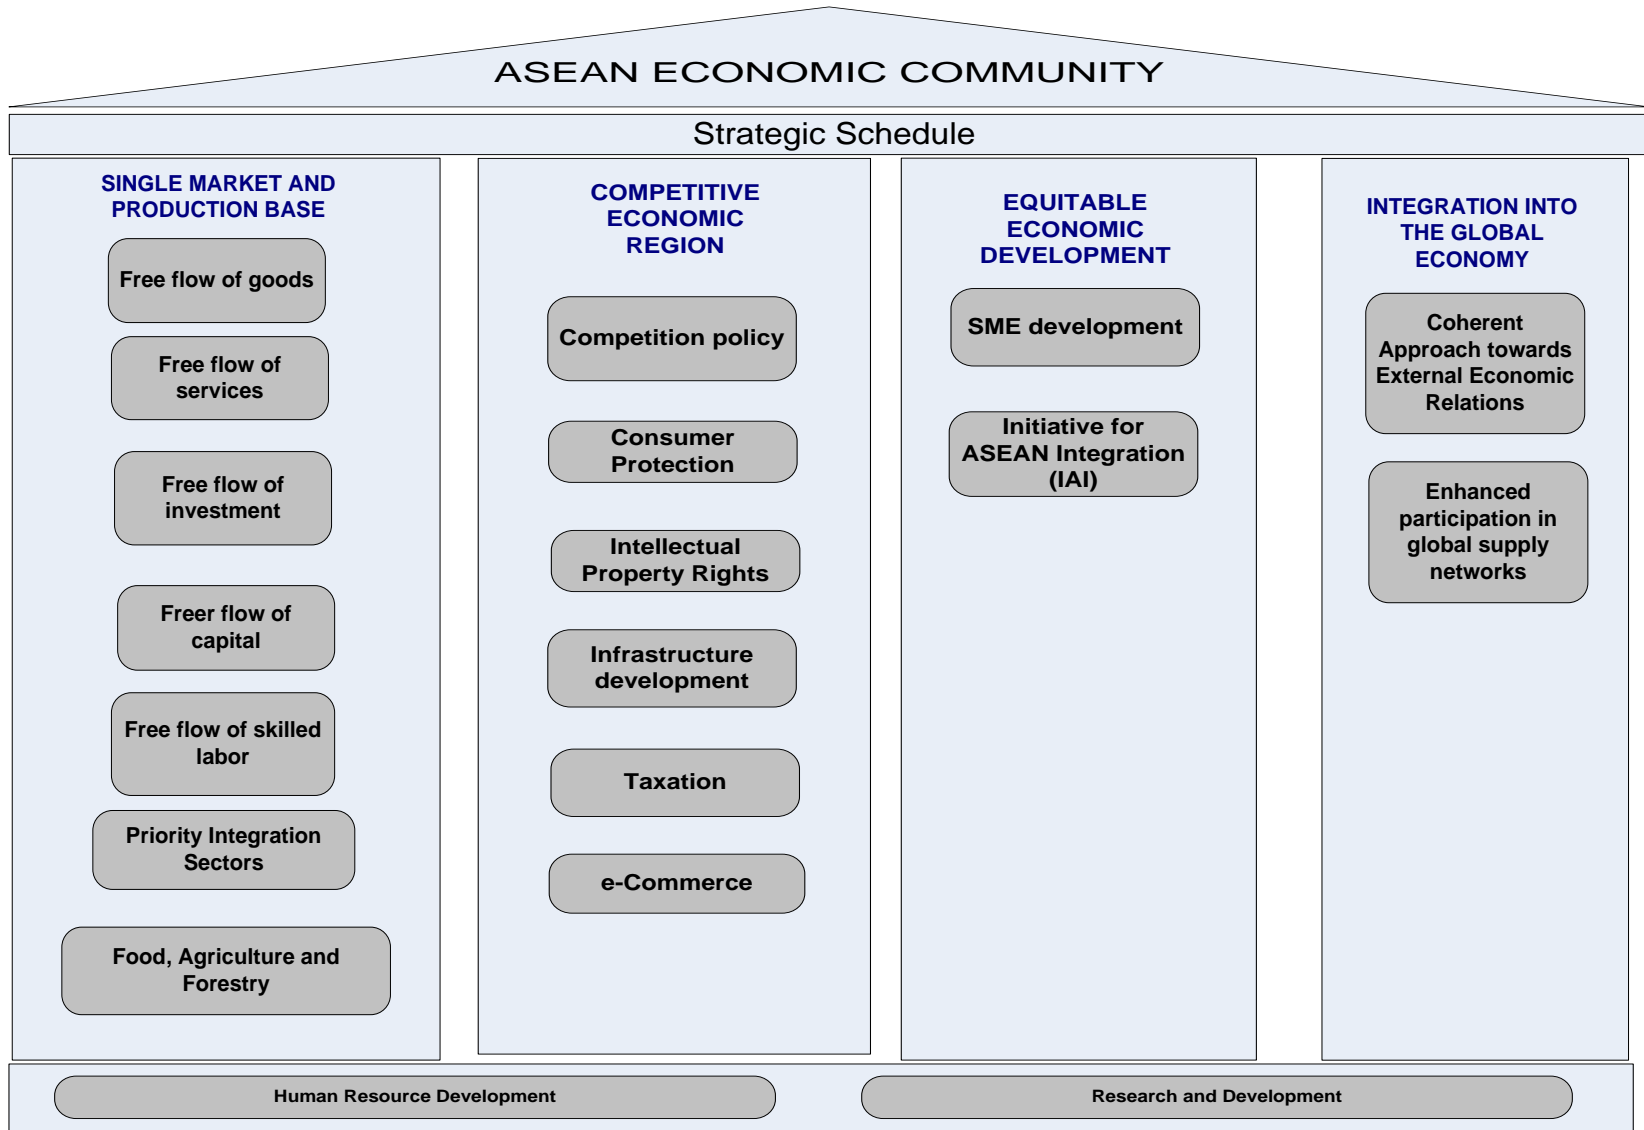 ASEAN ECONOMIC COMMUNITY
Strategic Schedule
SINGLE MARKET AND
PRODUCTION BASE
Free flow of goods
Free flow of
services
Free flow of
investment
Freer flow of
capital
Free flow of skilled
labor
Priority Integration
Sectors
Food, Agriculture and
Forestry
COMPETITIVE
ECONOMIC
REGION
Competition policy
Consumer
Protection
Intellectual
Property Rights
Infrastructure
development
Taxation
e-Commerce
EQUITABLE
ECONOMIC
DEVELOPMENT
SME development
Initiative for
ASEAN Integration
(IAI)
INTEGRATION INTO
THE GLOBAL
ECONOMY
Coherent
Approach towards
External Economic
Relations
Enhanced
participation in
global supply
networks
Human Resource Development
Research and Development